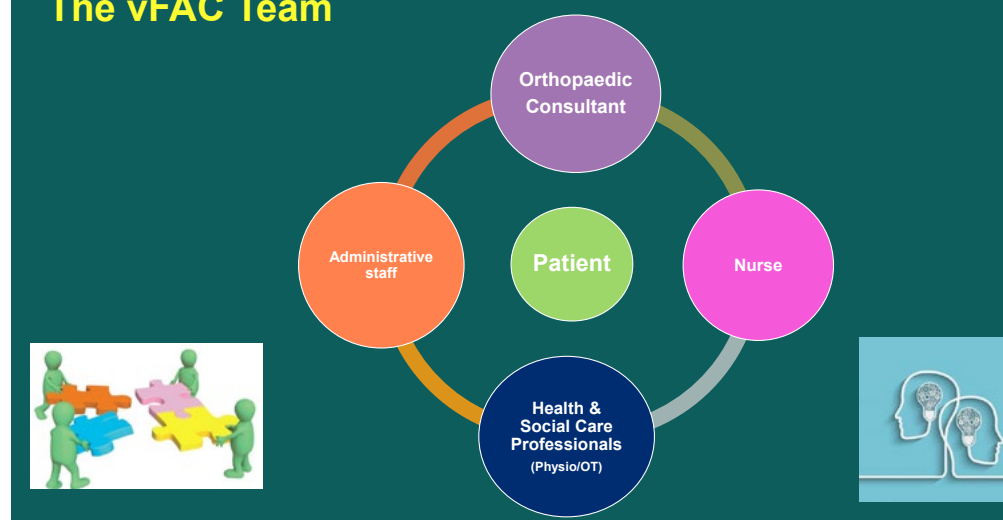 The vFAC Team
Orthopaedic
Consultant
Administrative
staff
Patient
Nurse
Health &
Social Care
Professionals
(Physio/OT)